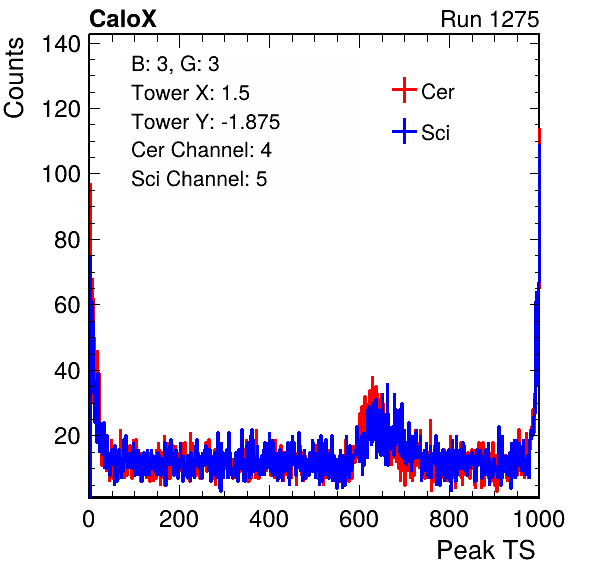 CaloX Run 1275
Counts
140
120
100
80
60
40
20
B: 3, G: 3
Tower X: 1.5
Tower Y: -1.875
Cer Channel: 4
Sci Channel: 5
Cer
Sci
0 200 400 600 800 1000
Peak TS